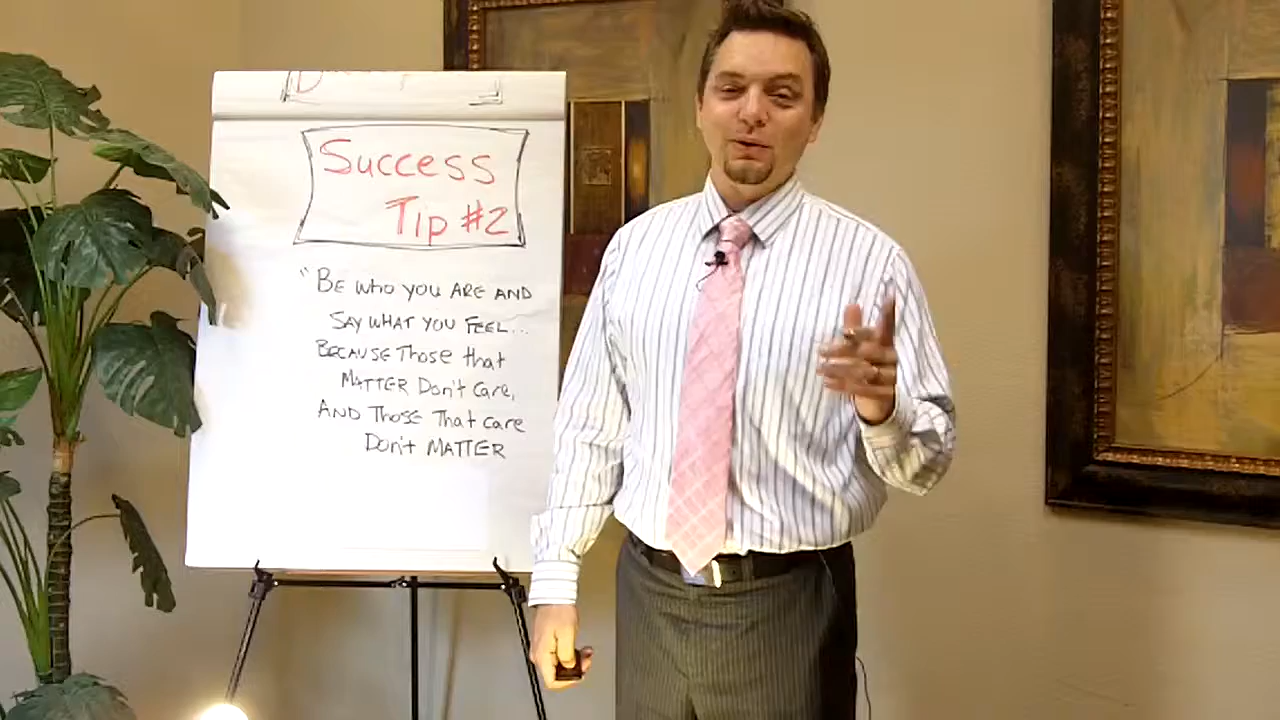 Success
Tip #2
"BE WHO YOU ARE AND
SAY WHAT YOU FEEL...
BECAUSE Those that
MATTER Don't Care,
AND Those That care
Don't MATTER